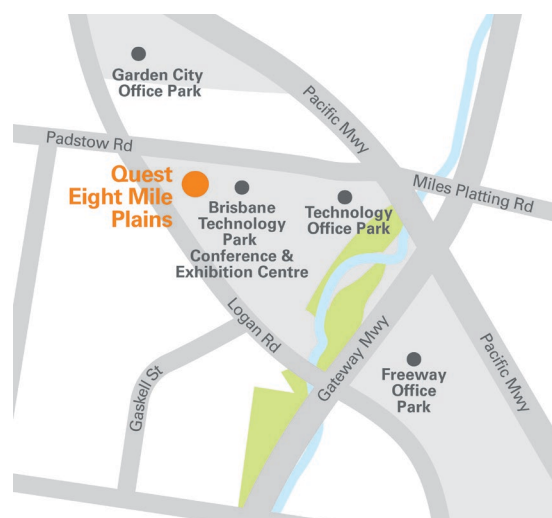 Garden City
Office Park
Pacific Mwy
Padstow Rd
Miles Platting Rd
Quest
Eight Mile
Plains
Brisbane
Technology
Park
Conference &
Exhibition Centre
Technology
Office Park
Logan Rd
Gateway Mwy
Pacific Mwy
Gaskell St
Freeway
Office
Park